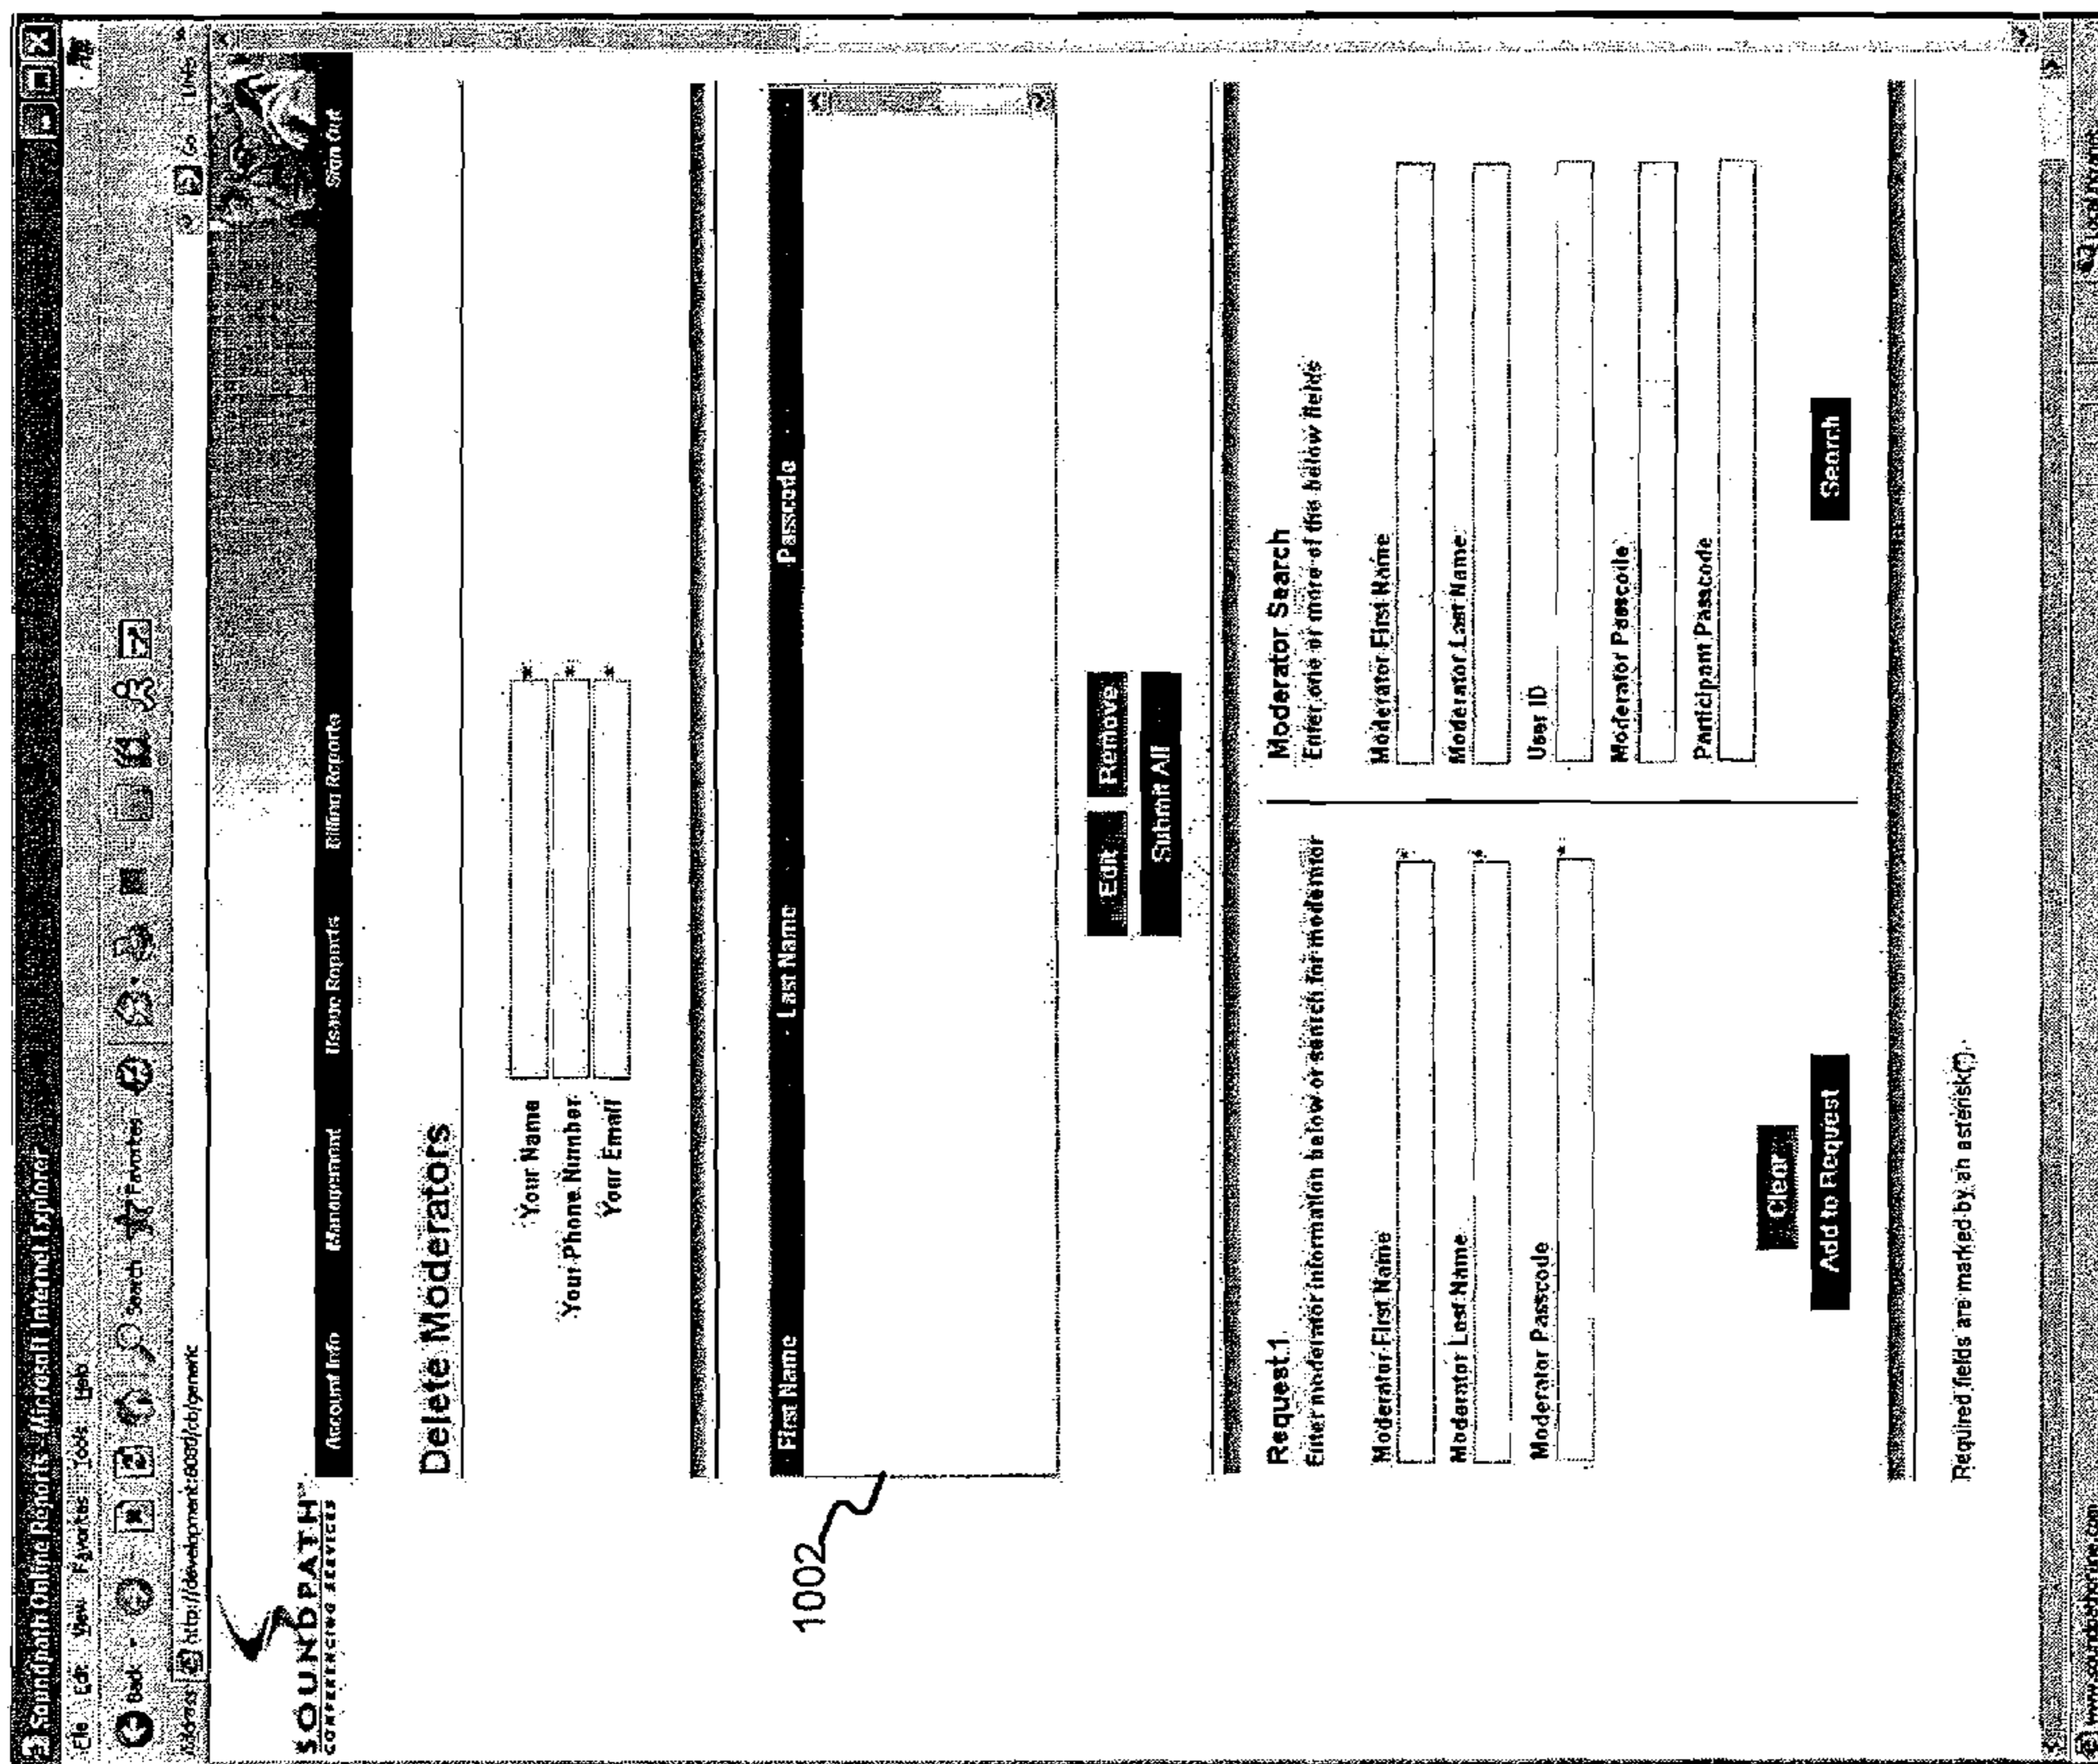 Soundpath Online Reports - Microsoft Internet Explorer
File Edit View Favorites Tools Help
Back Search Favorites
Address http://development:8080/cb/generic Go Links
SOUNDPATH
CONFERENCING SERVICES
Account Info Management Usage Reports Billing Reports Sign Out
Delete Moderators
Your Name *
Your Phone Number *
Your Email *
1002
First Name Last Name Passcode
Edit Remove
Submit All
Request 1
Enter moderator information below or search for moderator
Moderator First Name *
Moderator Last Name *
Moderator Passcode *
Clear
Add to Request
Moderator Search
Enter one or more of the below fields
Moderator First Name
Moderator Last Name
User ID
Moderator Passcode
Participant Passcode
Search
Required fields are marked by an asterisk(*).
Local intranet